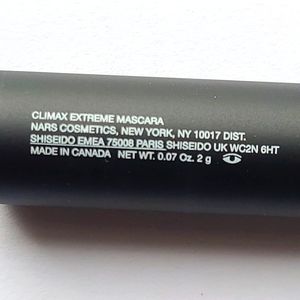 CLIMAX EXTREME MASCARA
NARS COSMETICS, NEW YORK, NY 10017 DIST.
SHISEIDO EMEA 75008 PARIS SHISEIDO UK WC2N 6HT
MADE IN CANADA NET WT. 0.07 Oz. 2 g